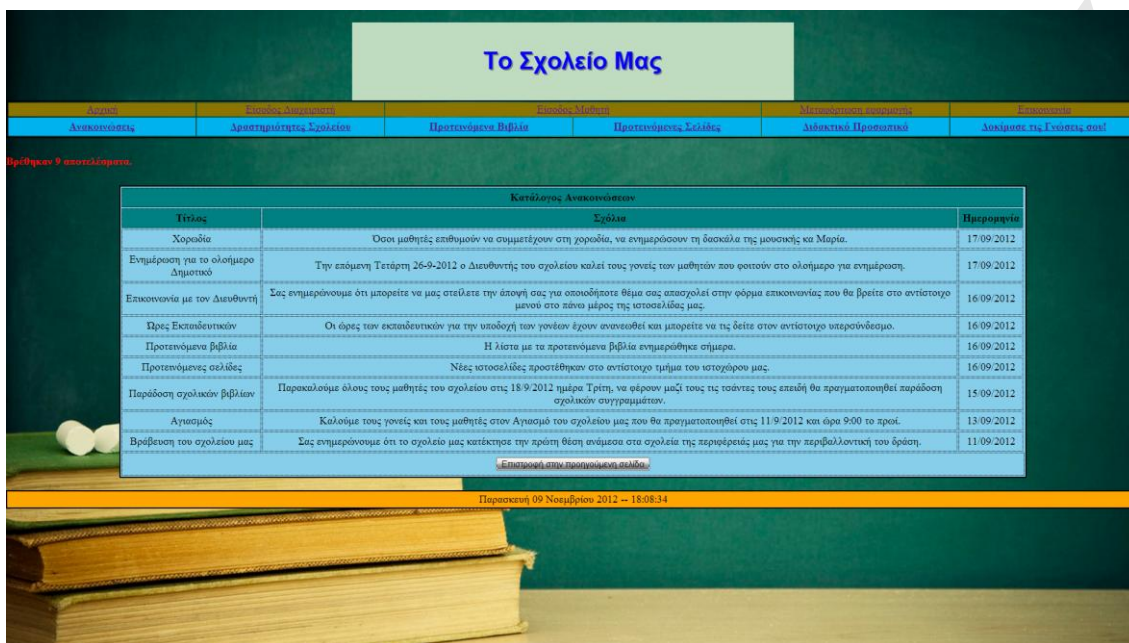 Το Σχολείο Μας
Αρχική Είσοδος Διαχειριστή Είσοδος Μαθητή Μεταφόρτωση εφαρμογής Επικοινωνία
Ανακοινώσεις Δραστηριότητες Σχολείου Προτεινόμενα Βιβλία Προτεινόμενες Σελίδες Διδακτικό Προσωπικό Δοκίμασε τις Γνώσεις σου!
Βρέθηκαν 9 αποτελέσματα.
Κατάλογος Ανακοινώσεων
Τίτλος Σχόλια Ημερομηνία
Χορωδία Όσοι μαθητές επιθυμούν να συμμετέχουν στη χορωδία, να ενημερώσουν τη δασκάλα της μουσικής κα Μαρία. 17/09/2012
Ενημέρωση για το ολοήμερο
Δημοτικό
Την επόμενη Τετάρτη 26-9-2012 ο Διευθυντής του σχολείου καλεί τους γονείς των μαθητών που φοιτούν στο ολοήμερο για ενημέρωση. 17/09/2012
Επικοινωνία με τον Διευθυντή
Σας ενημερώνουμε ότι μπορείτε να μας στείλετε την άποψή σας για οποιοδήποτε θέμα σας απασχολεί στην φόρμα επικοινωνίας που θα βρείτε στο αντίστοιχο
μενού στο πάνω μέρος της ιστοσελίδας μας. 16/09/2012
Ώρες Εκπαιδευτικών Οι ώρες των εκπαιδευτικών για την υποδοχή των γονέων έχουν ανανεωθεί και μπορείτε να τις δείτε στον αντίστοιχο υπερσύνδεσμο. 16/09/2012
Προτεινόμενα βιβλία Η λίστα με τα προτεινόμενα βιβλία ενημερώθηκε σήμερα. 16/09/2012
Προτεινόμενες σελίδες Νέες ιστοσελίδες προστέθηκαν στο αντίστοιχο τμήμα του ιστοχώρου μας. 16/09/2012
Παράδοση σχολικών βιβλίων
Παρακαλούμε όλους τους μαθητές του σχολείου στις 18/9/2012 ημέρα Τρίτη, να φέρουν μαζί τους τις τσάντες τους επειδή θα πραγματοποιηθεί παράδοση
σχολικών συγγραμμάτων. 15/09/2012
Αγιασμός Καλούμε τους γονείς και τους μαθητές στον Αγιασμό του σχολείου μας που θα πραγματοποιηθεί στις 11/9/2012 και ώρα 9:00 το πρωί. 13/09/2012
Βράβευση του σχολείου μας Σας ενημερώνουμε ότι το σχολείο μας κατέκτησε την πρώτη θέση ανάμεσα στα σχολεία της περιφέρειάς μας για την περιβαλλοντική του δράση. 11/09/2012
Επιστροφή στην προηγούμενη σελίδα
Παρασκευή 09 Νοεμβρίου 2012 -- 18:08:34